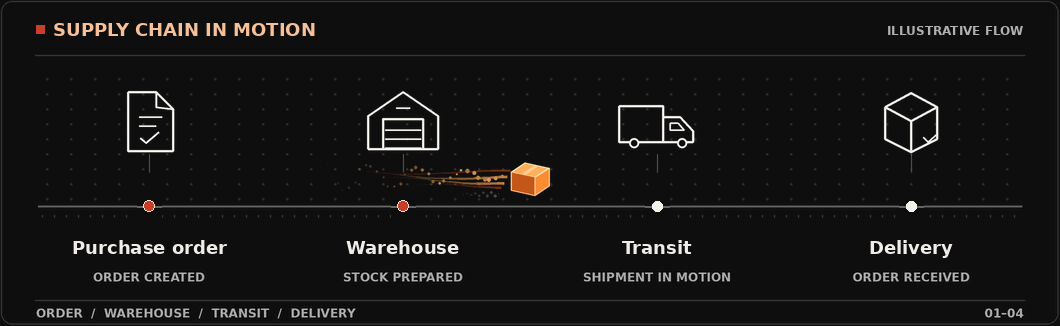 SUPPLY CHAIN IN MOTION
ILLUSTRATIVE FLOW
Purchase order
Warehouse
Transit
Delivery
ORDER CREATED
STOCK PREPARED
SHIPMENT IN MOTION
ORDER RECEIVED
ORDER / WAREHOUSE / TRANSIT / DELIVERY
01–04